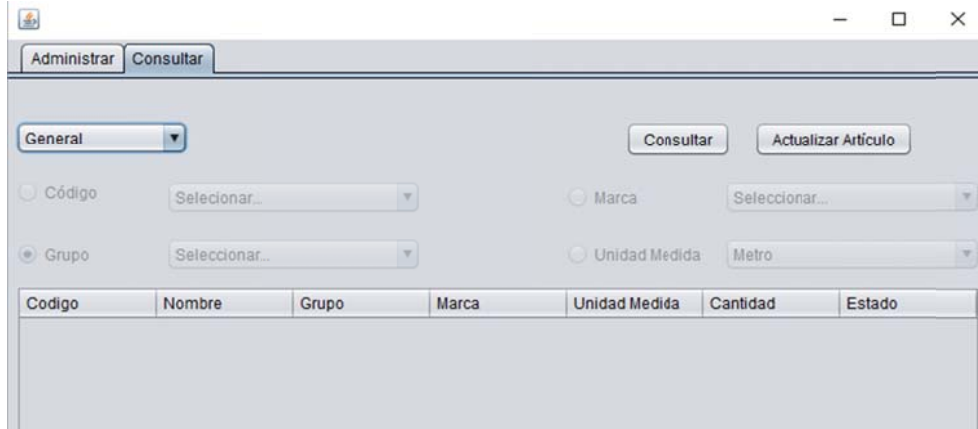 Administrar Consultar
General Consultar Actualizar Artículo
Código Selecionar... Marca Seleccionar...
Grupo Seleccionar... Unidad Medida Metro
Codigo Nombre Grupo Marca Unidad Medida Cantidad Estado